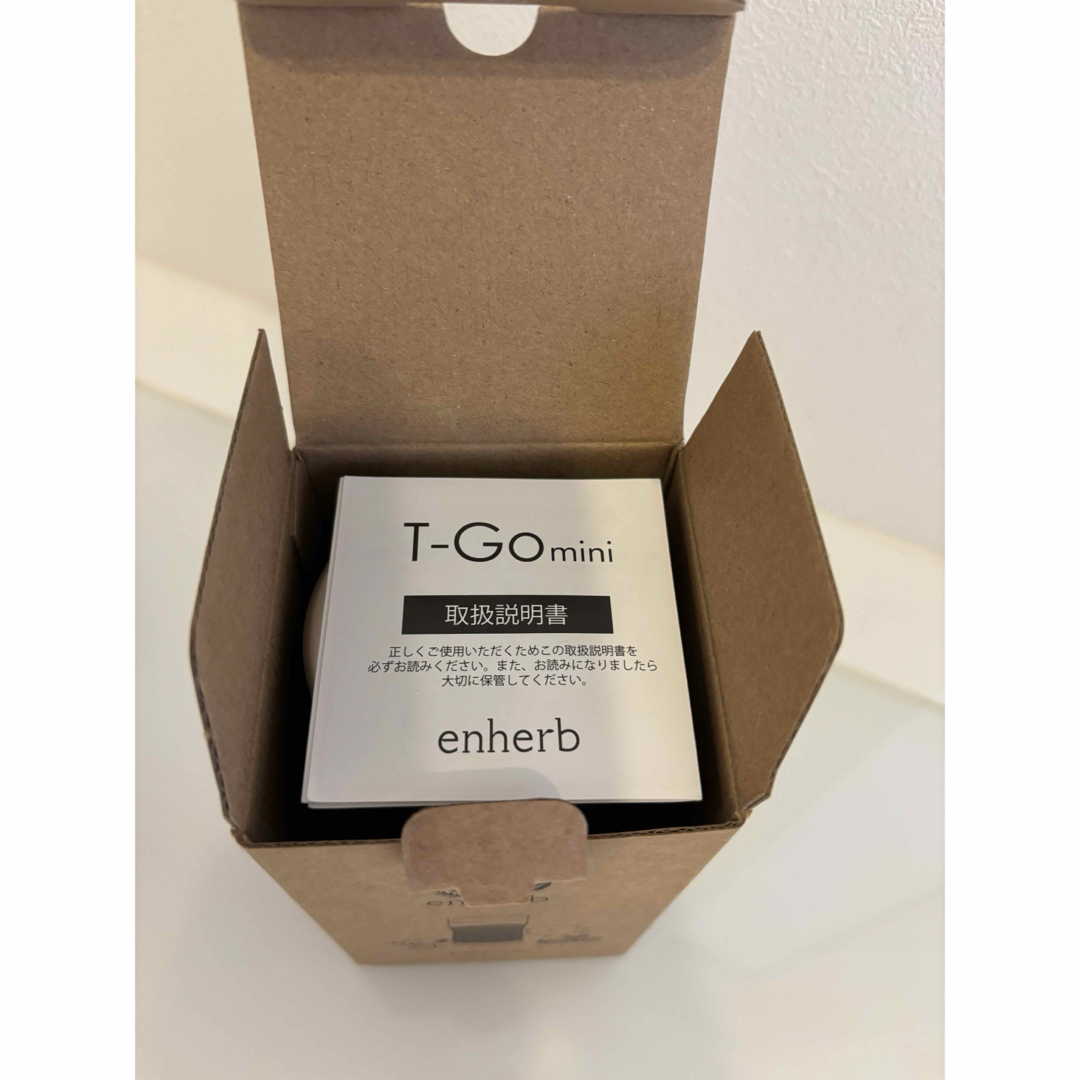 T-Go mini
取扱説明書
正しくご使用いただくためこの取扱説明書を
必ずお読みください。また、お読みになりましたら
大切に保管してください。
enherb